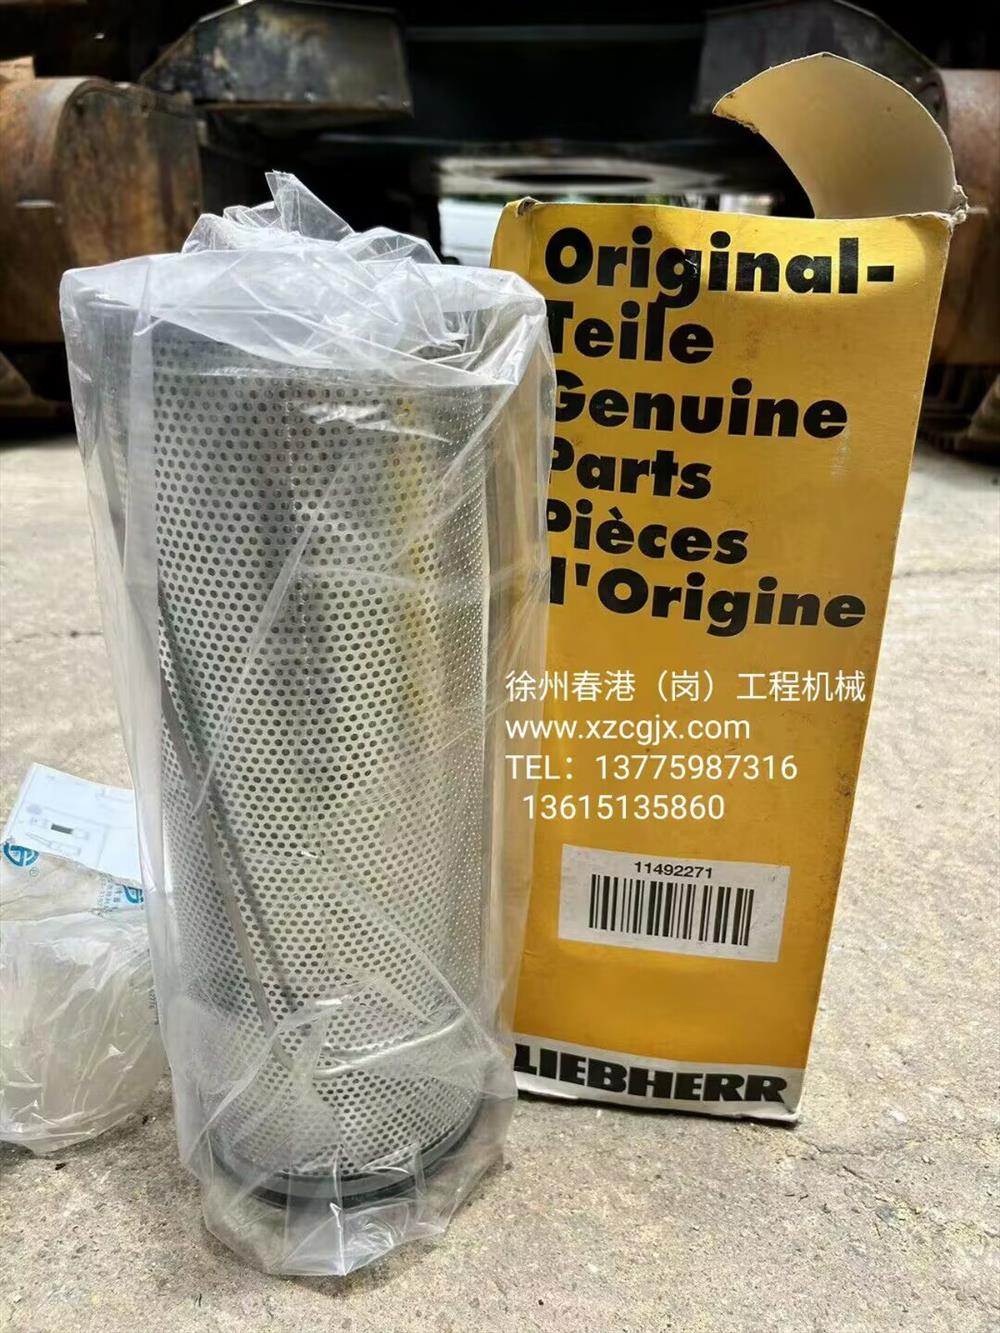 Original-
Teile
Genuine
Parts
Pièces
d'Origine
徐州春港（岗）工程机械
www.xzcgjx.com
TEL：13775987316
13615135860
11492271
LIEBHERR